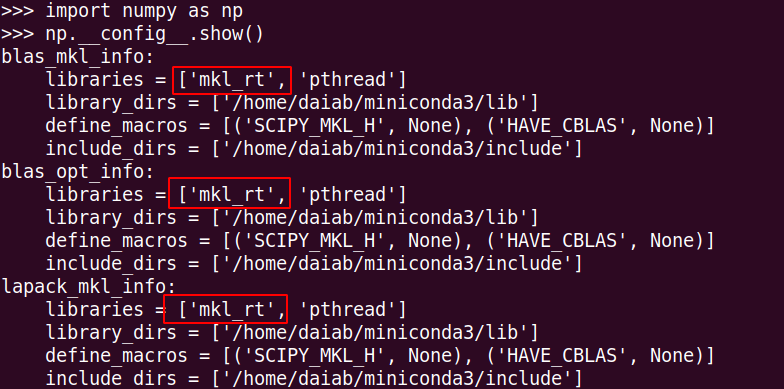 >>> import numpy as np
>>> np.__config__.show()
blas_mkl_info:
    libraries = ['mkl_rt', 'pthread']
    library_dirs = ['/home/daiab/miniconda3/lib']
    define_macros = [('SCIPY_MKL_H', None), ('HAVE_CBLAS', None)]
    include_dirs = ['/home/daiab/miniconda3/include']
blas_opt_info:
    libraries = ['mkl_rt', 'pthread']
    library_dirs = ['/home/daiab/miniconda3/lib']
    define_macros = [('SCIPY_MKL_H', None), ('HAVE_CBLAS', None)]
    include_dirs = ['/home/daiab/miniconda3/include']
lapack_mkl_info:
    libraries = ['mkl_rt', 'pthread']
    library_dirs = ['/home/daiab/miniconda3/lib']
    define_macros = [('SCIPY_MKL_H', None), ('HAVE_CBLAS', None)]
    include_dirs = ['/home/daiab/miniconda3/include']